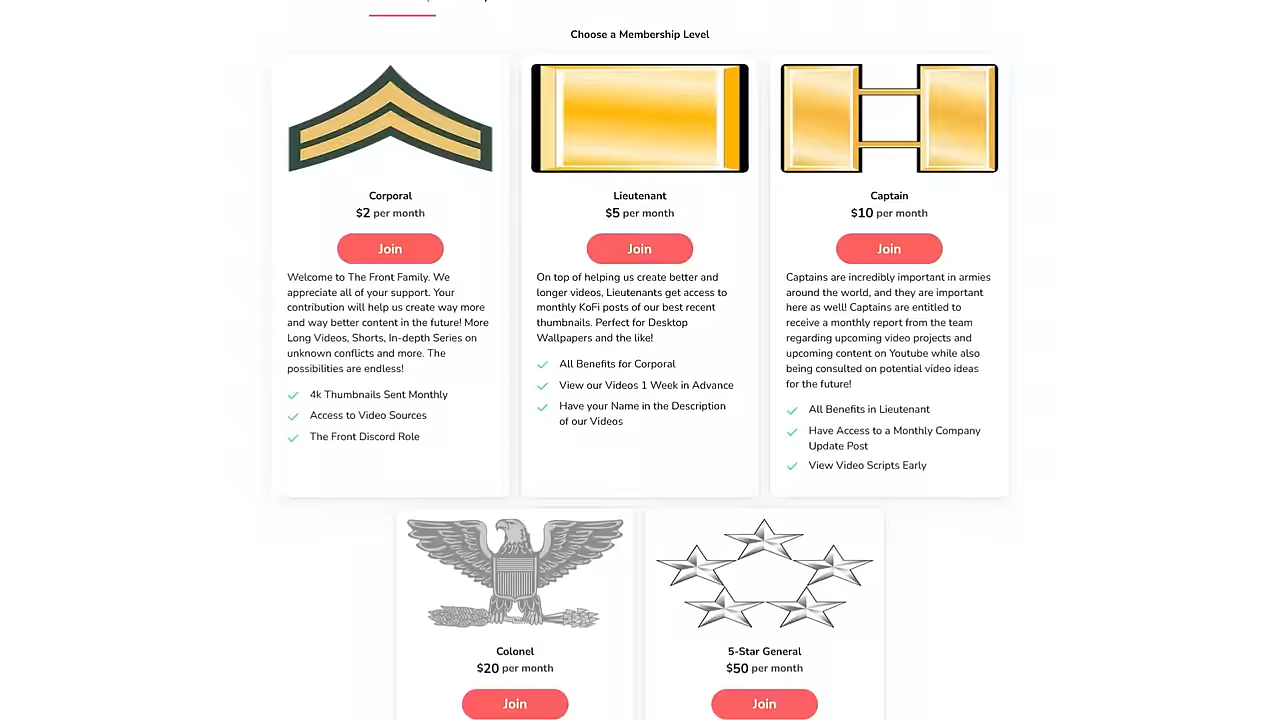 Choose a Membership Level
Corporal
$2 per month
Join
Welcome to The Front Family. We
appreciate all of your support. Your
contribution will help us create way more
and way better content in the future! More
Long Videos, Shorts, In-depth Series on
unknown conflicts and more. The
possibilities are endless!
4k Thumbnails Sent Monthly
Access to Video Sources
The Front Discord Role
Lieutenant
$5 per month
Join
On top of helping us create better and
longer videos, Lieutenants get access to
monthly KoFi posts of our best recent
thumbnails. Perfect for Desktop
Wallpapers and the like!
All Benefits for Corporal
View our Videos 1 Week in Advance
Have your Name in the Description
of our Videos
Captain
$10 per month
Join
Captains are incredibly important in armies
around the world, and they are important
here as well! Captains are entitled to
receive a monthly report from the team
regarding upcoming video projects and
upcoming content on Youtube while also
being consulted on potential video ideas
for the future!
All Benefits in Lieutenant
Have Access to a Monthly Company
Update Post
View Video Scripts Early
Colonel
$20 per month
Join
5-Star General
$50 per month
Join